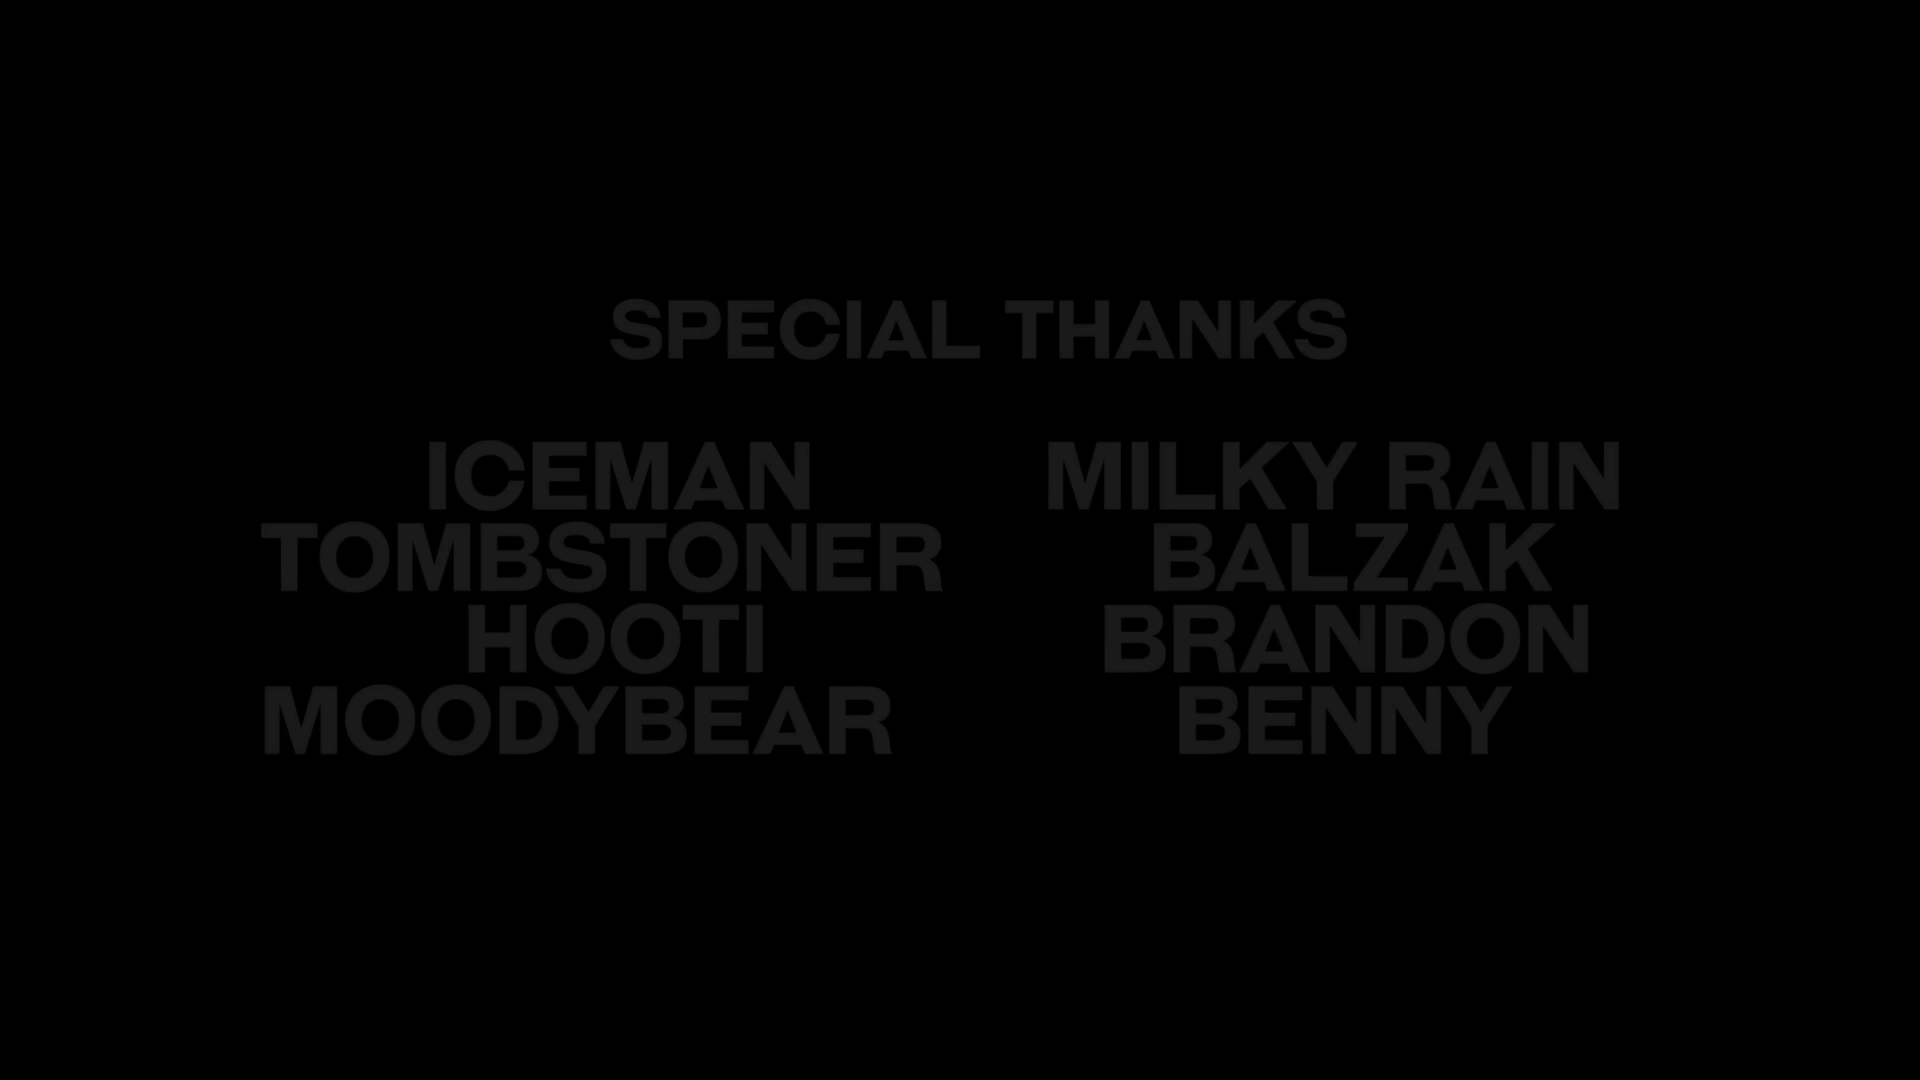 SPECIAL THANKS
ICEMAN
TOMBSTONER
HOOTI
MOODYBEAR
MILKY RAIN
BALZAK
BRANDON
BENNY